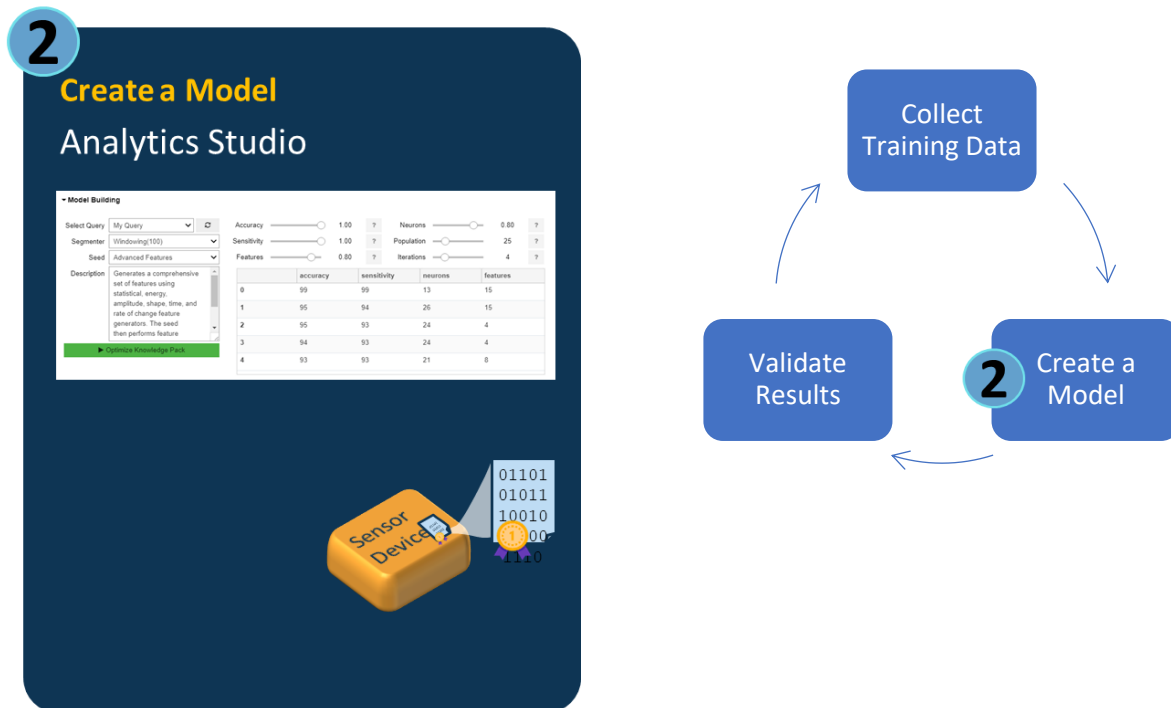 2
Create a Model
Analytics Studio
Model Building
Select Query My Query
Segmenter Windowing(100)
Seed Advanced Features
Description Generates a comprehensive
set of features using
statistical, energy,
amplitude, shape, time, and
rate of change feature
generators. The seed
then performs feature
Optimize Knowledge Pack
Accuracy 1.00 ? Neurons 0.80 ?
Sensitivity 1.00 ? Population 25 ?
Features 0.80 ? Iterations 4 ?
accuracy sensitivity neurons features
0 99 99 13 15
1 95 94 26 15
2 95 93 24 4
3 94 93 24 4
4 93 93 21 8
Sensor
Device
01101
01011
10010
00
1110
1
Collect
Training Data
Validate
Results
2
Create a
Model